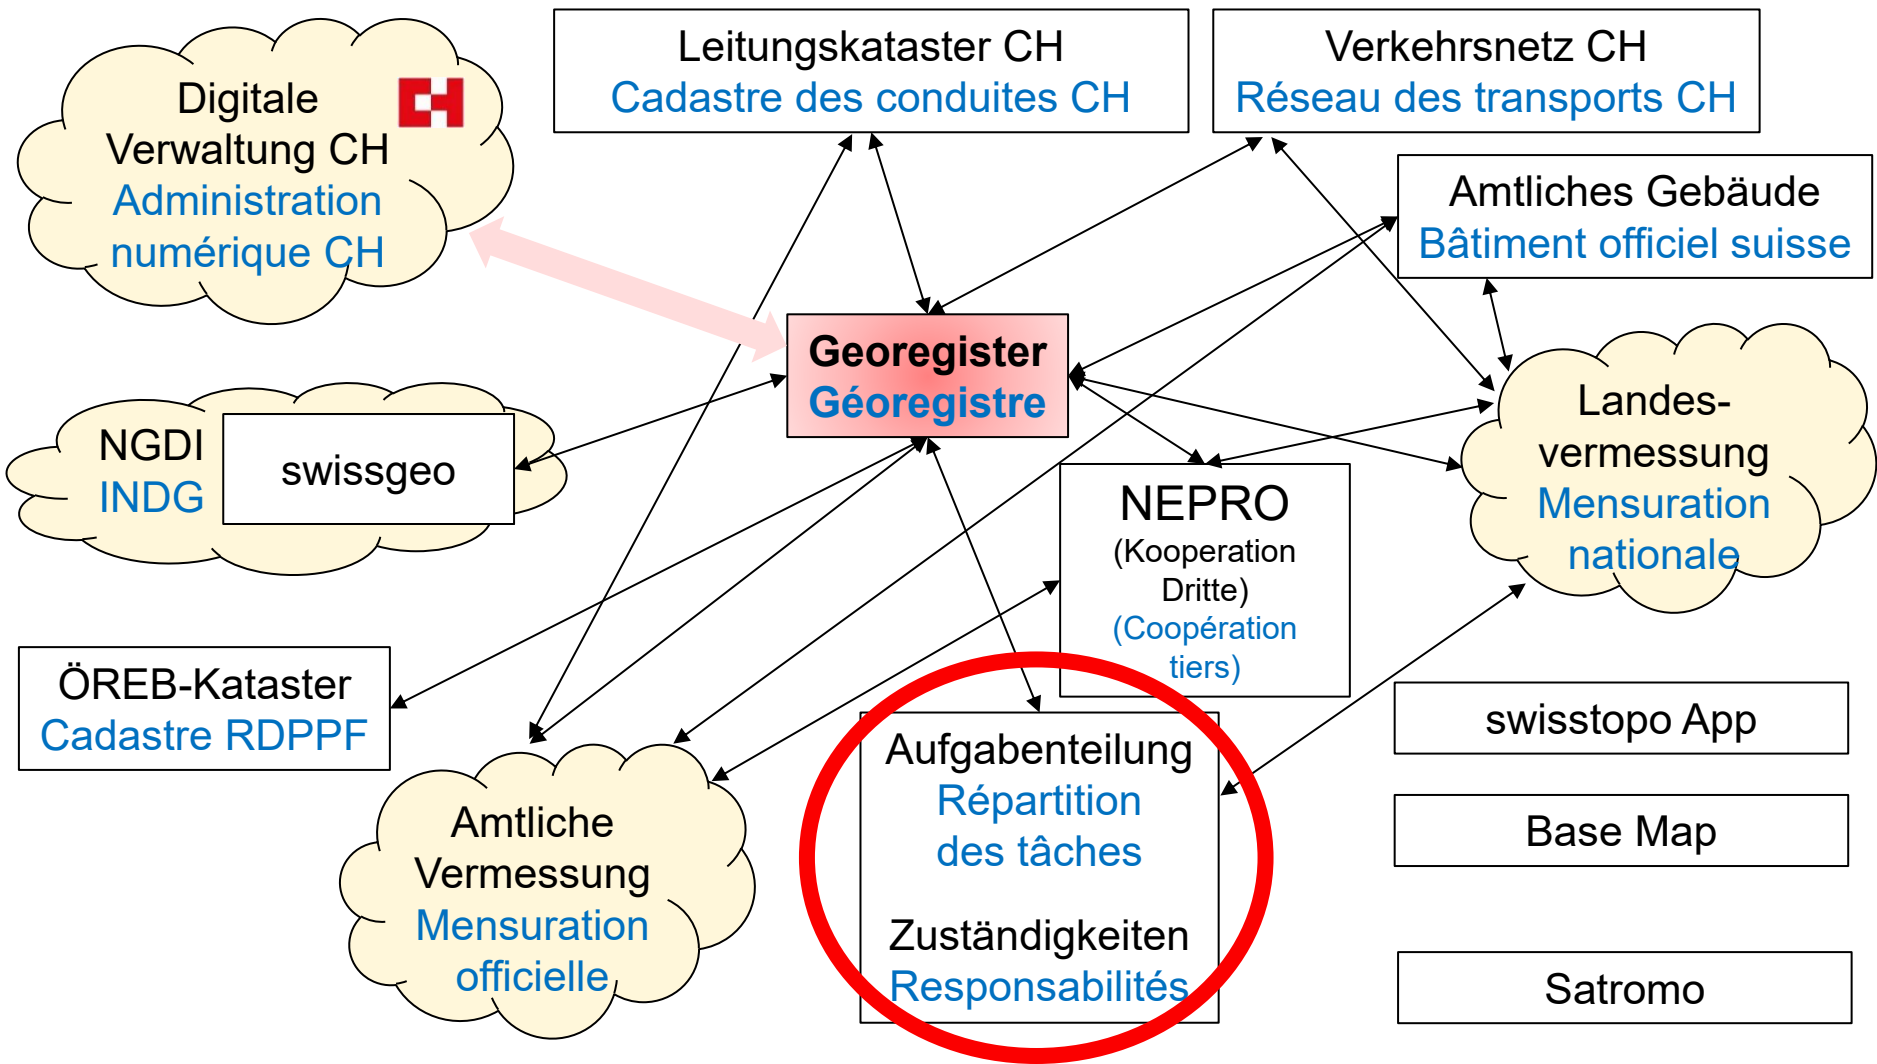 Digitale
Verwaltung CH
Administration
numérique CH
Leitungskataster CH
Cadastre des conduites CH
Verkehrsnetz CH
Réseau des transports CH
Amtliches Gebäude
Bâtiment officiel suisse
Georegister
Géoregistre
NGDI
INDG
swissgeo
NEPRO
(Kooperation
Dritte)
(Coopération
tiers)
Landes-
vermessung
Mensuration
nationale
ÖREB-Kataster
Cadastre RDPPF
Amtliche
Vermessung
Mensuration
officielle
Aufgabenteilung
Répartition
des tâches
Zuständigkeiten
Responsabilités
swisstopo App
Base Map
Satromo